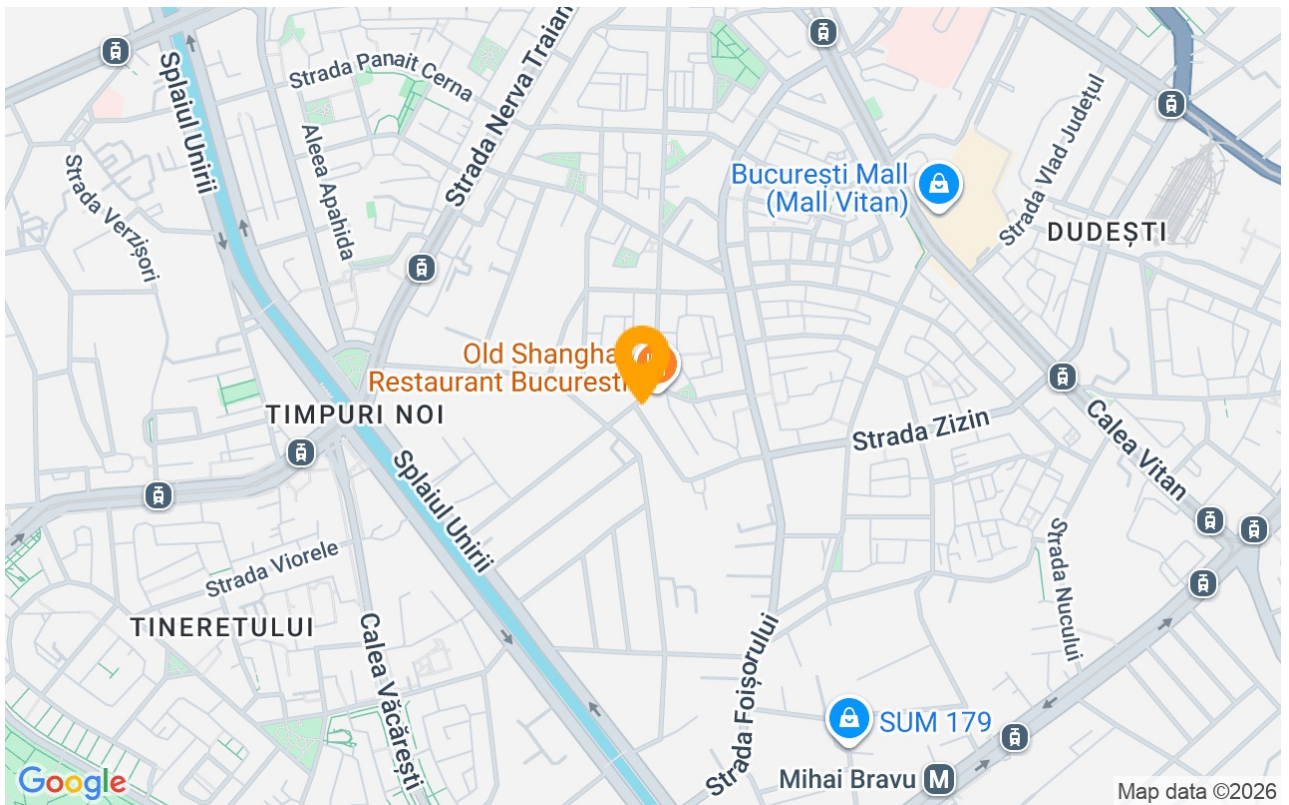 Splaiul Unirii
Strada Panait Cerna
Strada Nerva Traian
Aleea Apahida
Strada Verzișori
București Mall
(Mall Vitan)
Strada Vlad Județul
DUDEȘTI
Old Shangha
Restaurant Bucuresti
TIMPURI NOI
Strada Zizin
Calea Vitan
Splaiul Unirii
Strada Viorele
TINERETULUI
Calea Văcărești
Strada Nucului
Strada Foișorului
SUM 179
Mihai Bravu M
Google
Map data ©2026